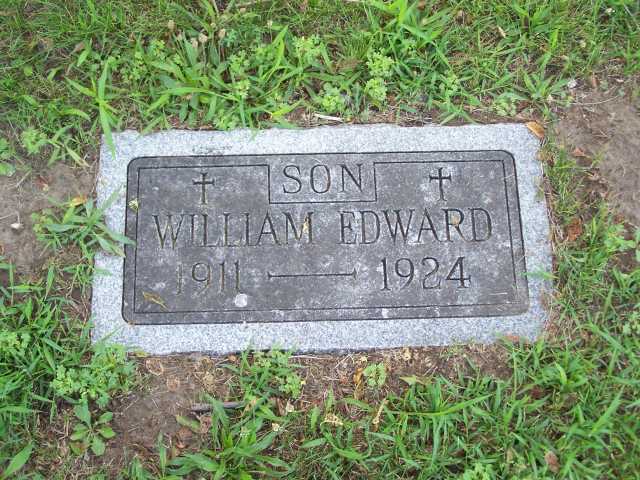 SON
WILLIAM EDWARD
1911 — 1924